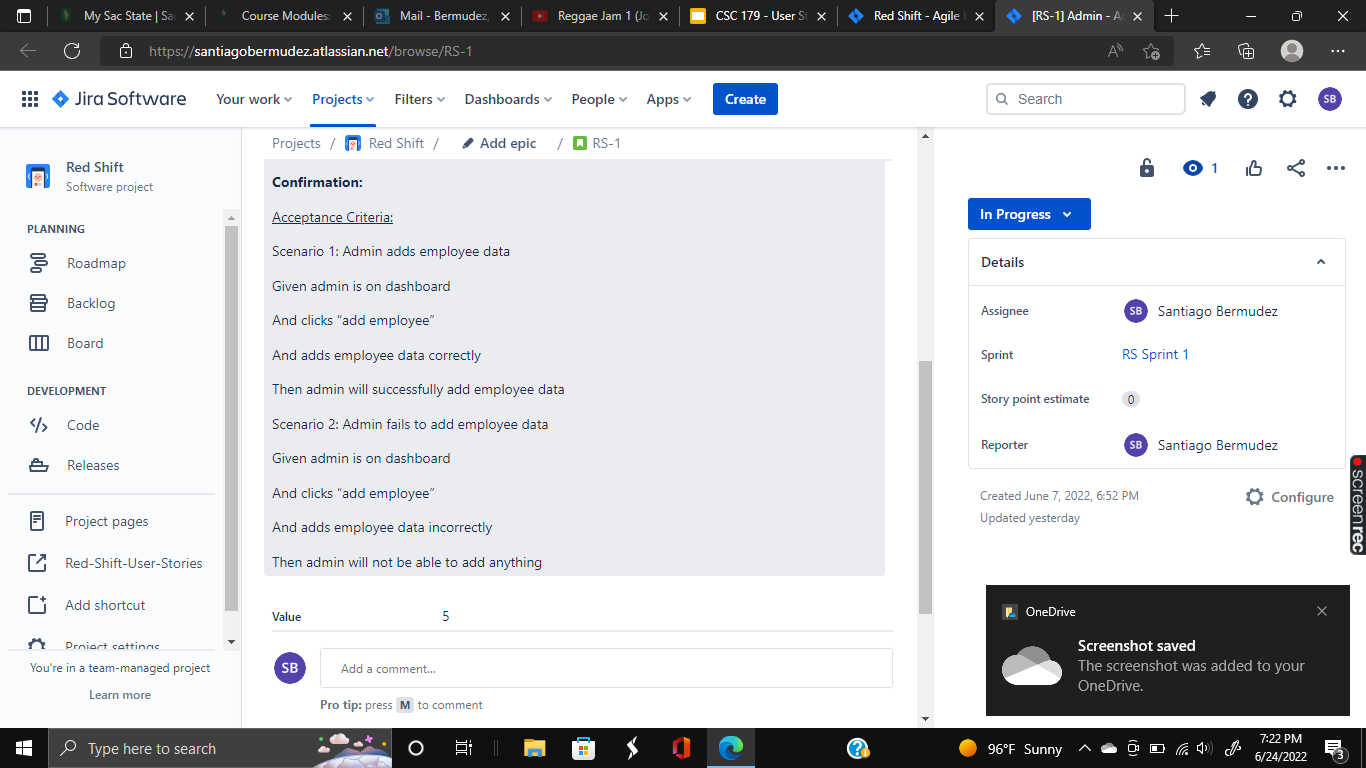 My Sac State | Sa
Course Modules:
Mail - Bermudez,
Reggae Jam 1 (Jo
CSC 179 - User St
Red Shift - Agile
[RS-1] Admin - A
https://santiagobermudez.atlassian.net/browse/RS-1
Jira Software
Your work
Projects
Filters
Dashboards
People
Apps
Create
Search
SB
Red Shift
Software project
PLANNING
Roadmap
Backlog
Board
DEVELOPMENT
Code
Releases
Project pages
Red-Shift-User-Stories
Add shortcut
Project settings
You're in a team-managed project
Learn more
Projects / Red Shift / Add epic / RS-1
Confirmation:
Acceptance Criteria:
Scenario 1: Admin adds employee data
Given admin is on dashboard
And clicks “add employee”
And adds employee data correctly
Then admin will successfully add employee data
Scenario 2: Admin fails to add employee data
Given admin is on dashboard
And clicks “add employee”
And adds employee data incorrectly
Then admin will not be able to add anything
Value 5
SB
Add a comment...
Pro tip: press M to comment
1
In Progress
Details
Assignee SB Santiago Bermudez
Sprint RS Sprint 1
Story point estimate 0
Reporter SB Santiago Bermudez
Created June 7, 2022, 6:52 PM
Updated yesterday
Configure
screenrec
OneDrive
Screenshot saved
The screenshot was added to your
OneDrive.
Type here to search
96°F Sunny
7:22 PM
6/24/2022
3